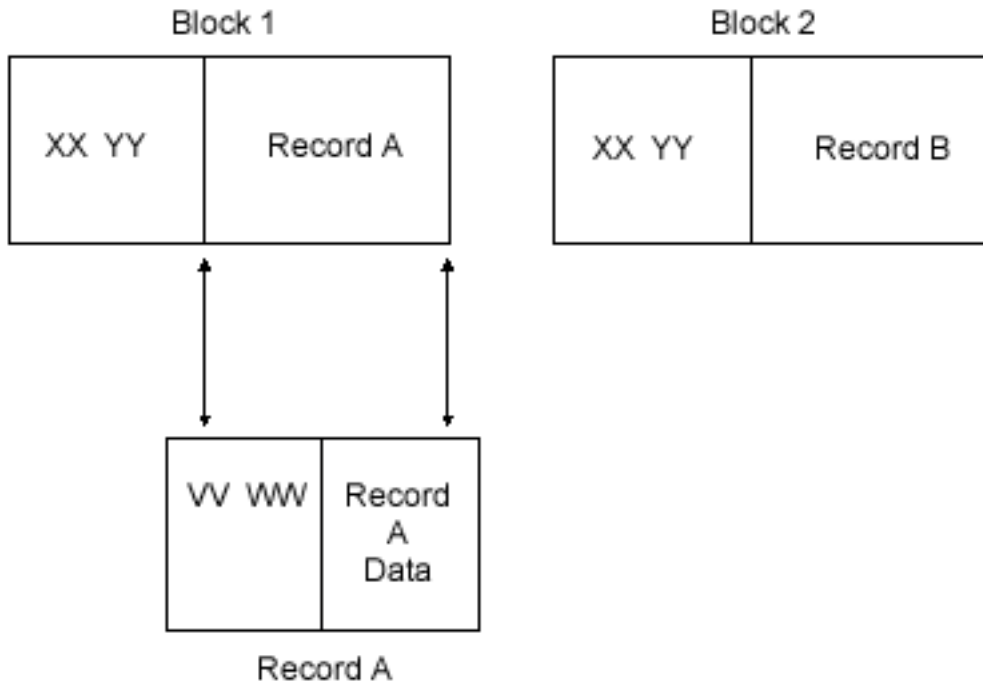 Block 1
Block 2
XX YY
Record A
XX YY
Record B
VV WW
Record
A
Data
Record A